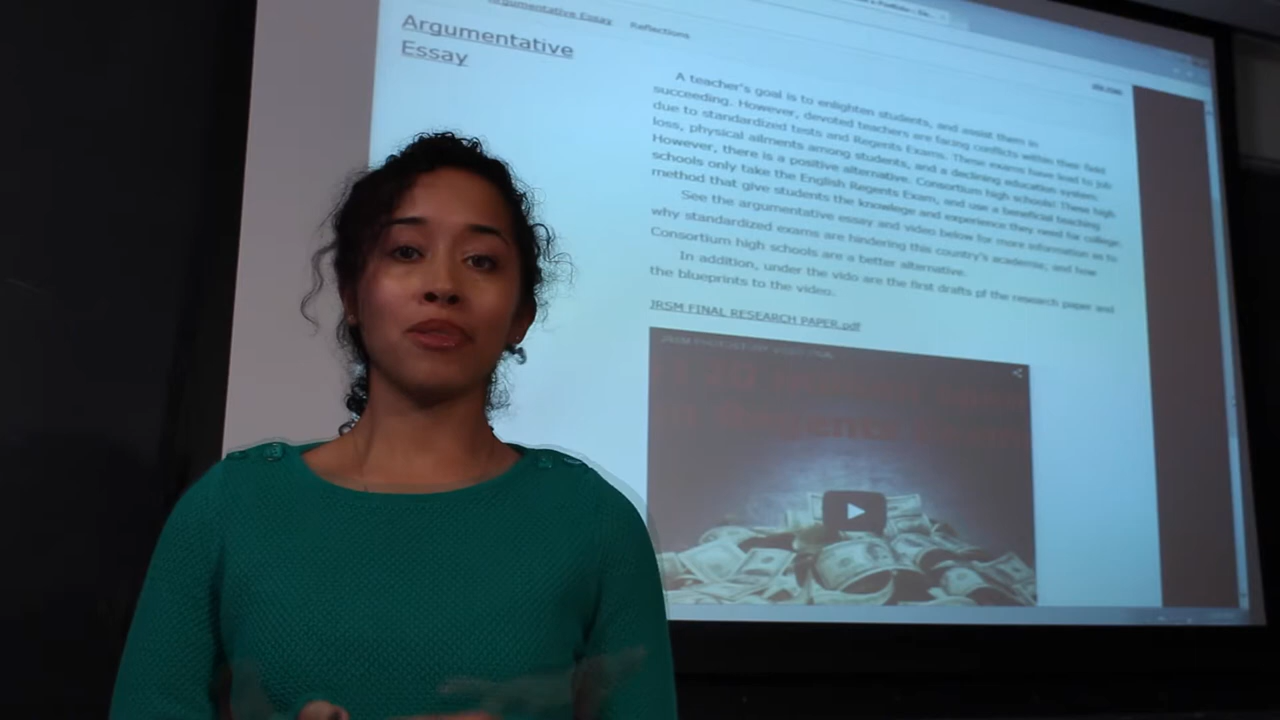 Argumentative Essay
Reflections
Argumentative
Essay
A teacher's goal is to enlighten students, and assist them in
succeeding. However, devoted teachers are facing conflicts within their field
due to standardized tests and Regents Exams. These exams have lead to job
loss, physical ailments among students, and a declining education system.
However, there is a positive alternative. Consortium high schools! These high
schools only take the English Regents Exam, and use a beneficial teaching
method that give students the knowlege and experience they need for college.
See the argumentative essay and video below for more information as to
why standardized exams are hindering this country's academia; and how
Consortium high schools are a better alternative.
In addition, under the vido are the first drafts pf the research paper and
the blueprints to the video.
JRSM FINAL RESEARCH PAPER.pdf